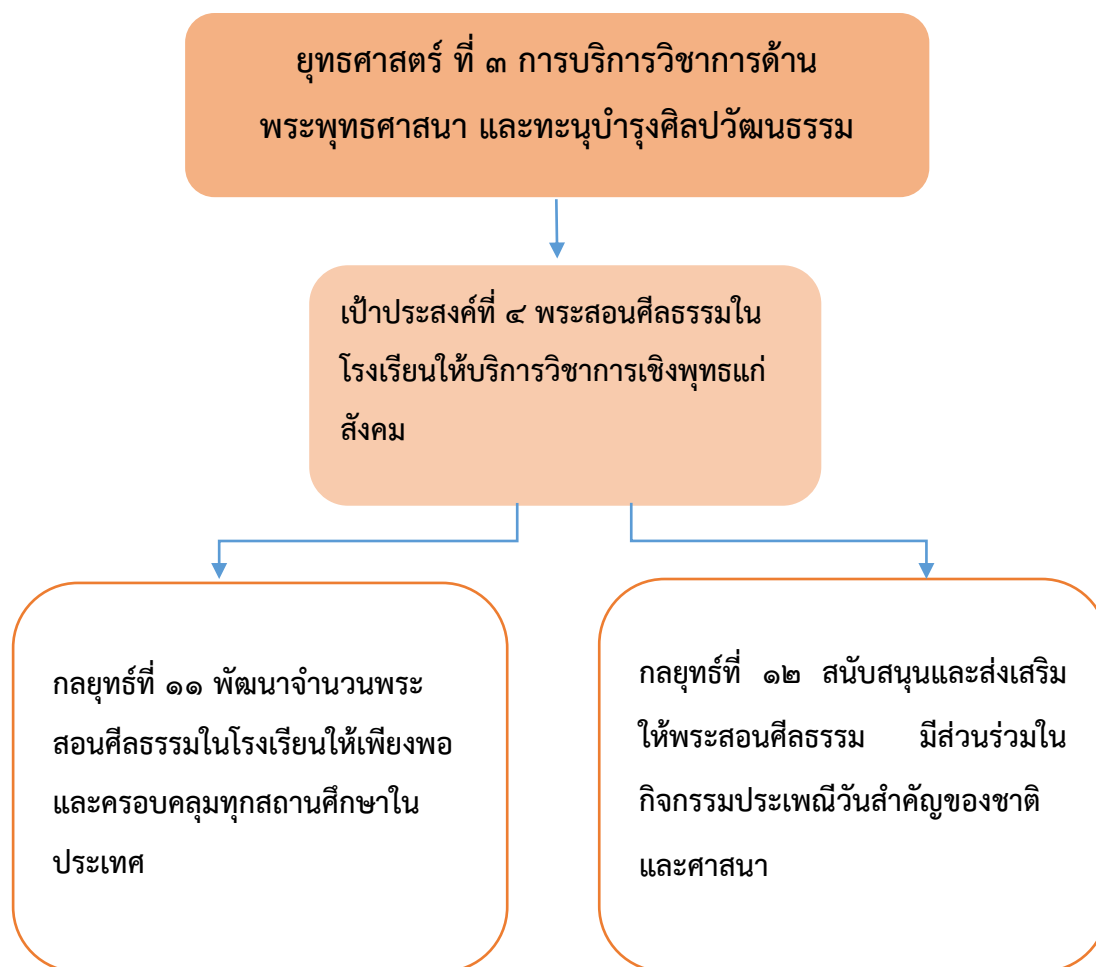 ยุทธศาสตร์ ที่ ๓ การบริการวิชาการด้าน
พระพุทธศาสนา และทะนุบำรุงศิลปวัฒนธรรม
เป้าประสงค์ที่ ๔ พระสอนศีลธรรมใน
โรงเรียนให้บริการวิชาการเชิงพุทธแก่
สังคม
กลยุทธ์ที่ ๑๑ พัฒนาจำนวนพระ
สอนศีลธรรมในโรงเรียนให้เพียงพอ
และครอบคลุมทุกสถานศึกษาใน
ประเทศ
กลยุทธ์ที่ ๑๒ สนับสนุนและส่งเสริม
ให้พระสอนศีลธรรม มีส่วนร่วมใน
กิจกรรมประเพณีวันสำคัญของชาติ
และศาสนา